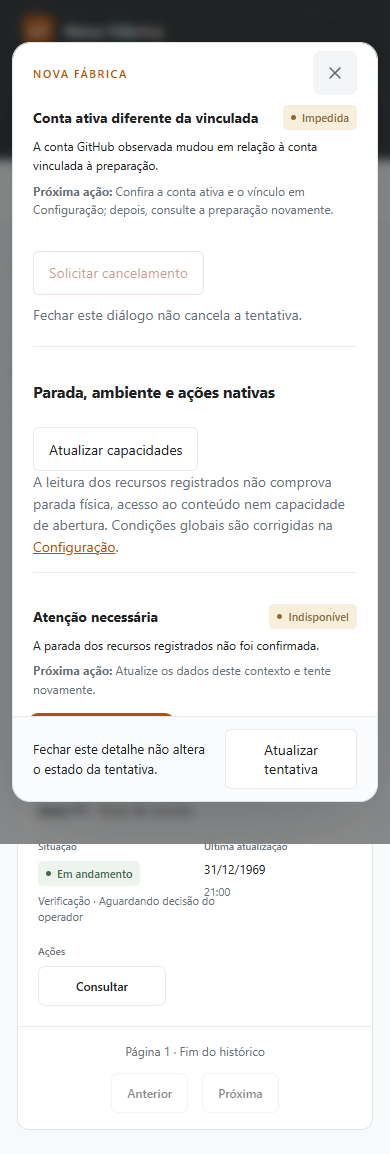 NOVA FÁBRICA
Conta ativa diferente da vinculada
Impedida
A conta GitHub observada mudou em relação à conta
vinculada à preparação.
Próxima ação: Confira a conta ativa e o vínculo em
Configuração; depois, consulte a preparação novamente.
Solicitar cancelamento
Fechar este diálogo não cancela a tentativa.
Parada, ambiente e ações nativas
Atualizar capacidades
A leitura dos recursos registrados não comprova
parada física, acesso ao conteúdo nem capacidade
de abertura. Condições globais são corrigidas na
Configuração.
Atenção necessária
Indisponível
A parada dos recursos registrados não foi confirmada.
Próxima ação: Atualize os dados deste contexto e tente
novamente.
Fechar este detalhe não altera
o estado da tentativa.
Atualizar
tentativa
Situação
Última atualização
Em andamento
31/12/1969
21:00
Verificação · Aguardando decisão do
operador
Ações
Consultar
Página 1 · Fim do histórico
Anterior
Próxima